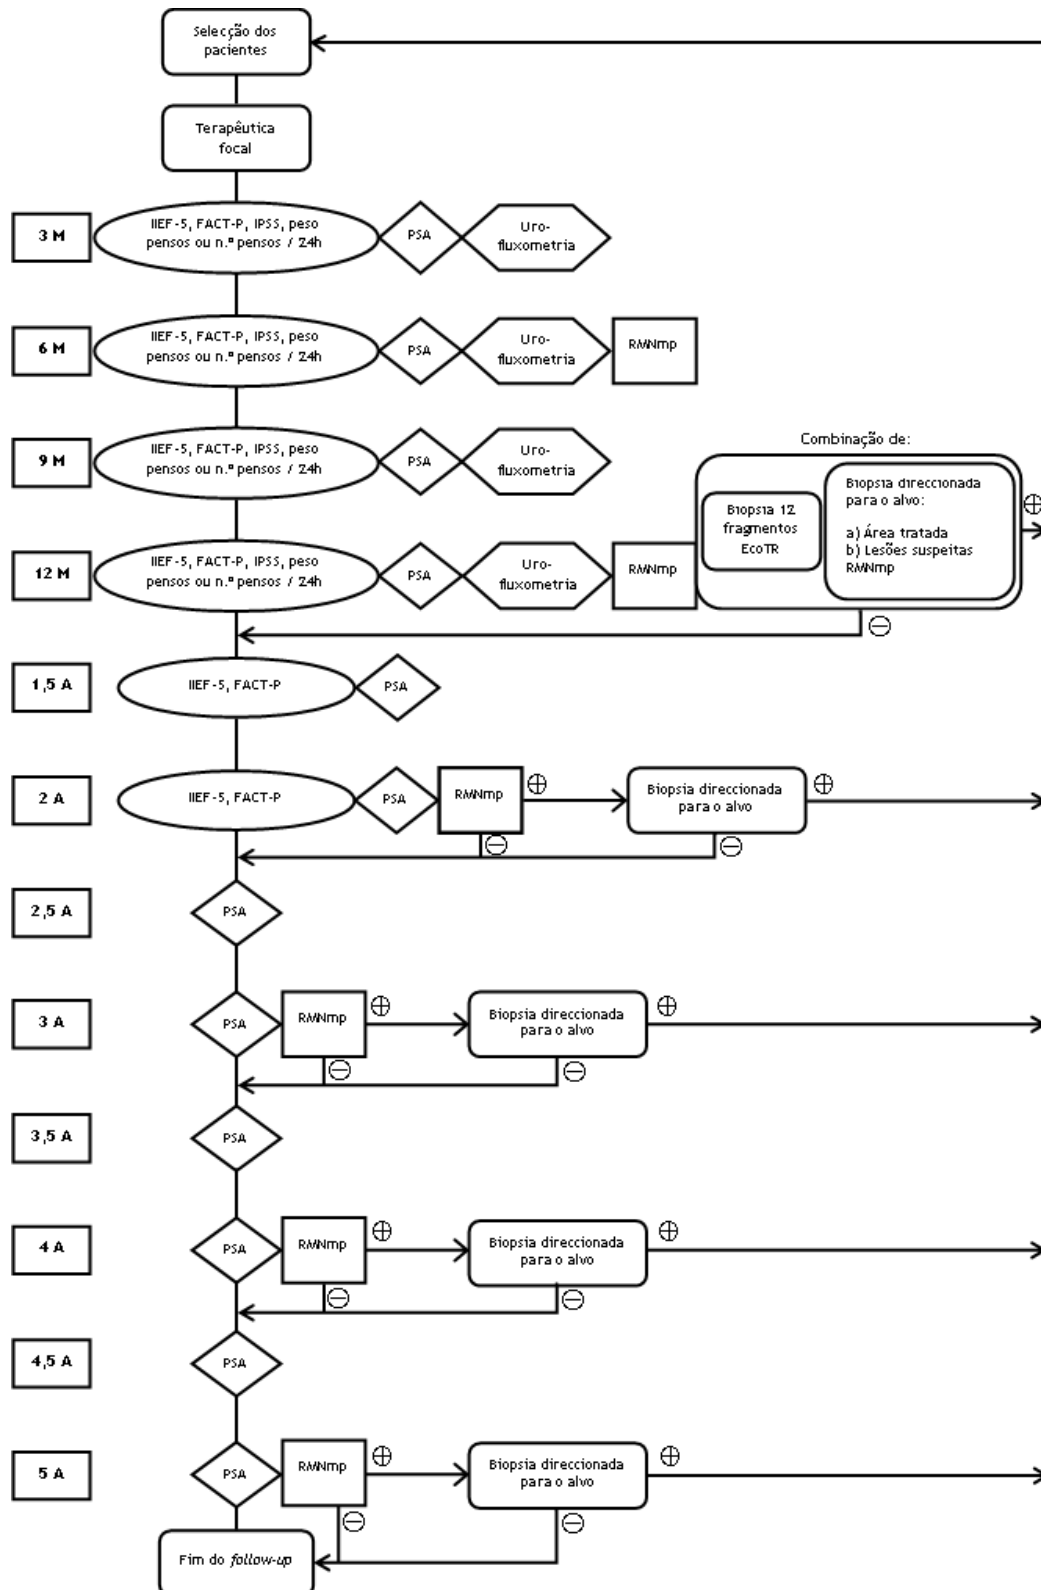 Selecção dos
pacientes
Terapêutica
focal
3 M
IIEF-5, FACT-P, IPSS, peso
pensos ou n.º pensos / 24h
PSA
Uro-
fluxometria
6 M
IIEF-5, FACT-P, IPSS, peso
pensos ou n.º pensos / 24h
PSA
Uro-
fluxometria
RMNmp
9 M
IIEF-5, FACT-P, IPSS, peso
pensos ou n.º pensos / 24h
PSA
Uro-
fluxometria
Combinação de:
12 M
IIEF-5, FACT-P, IPSS, peso
pensos ou n.º pensos / 24h
PSA
Uro-
fluxometria
RMNmp
Biopsia 12
fragmentos
EcoTR
Biopsia direccionada
para o alvo:
a) Área tratada
b) Lesões suspeitas
RMNmp
1,5 A
IIEF-5, FACT-P
PSA
2 A
IIEF-5, FACT-P
PSA
RMNmp
Biopsia direccionada
para o alvo
2,5 A
PSA
3 A
PSA
RMNmp
Biopsia direccionada
para o alvo
3,5 A
PSA
4 A
PSA
RMNmp
Biopsia direccionada
para o alvo
4,5 A
PSA
5 A
PSA
RMNmp
Biopsia direccionada
para o alvo
Fim do follow-up